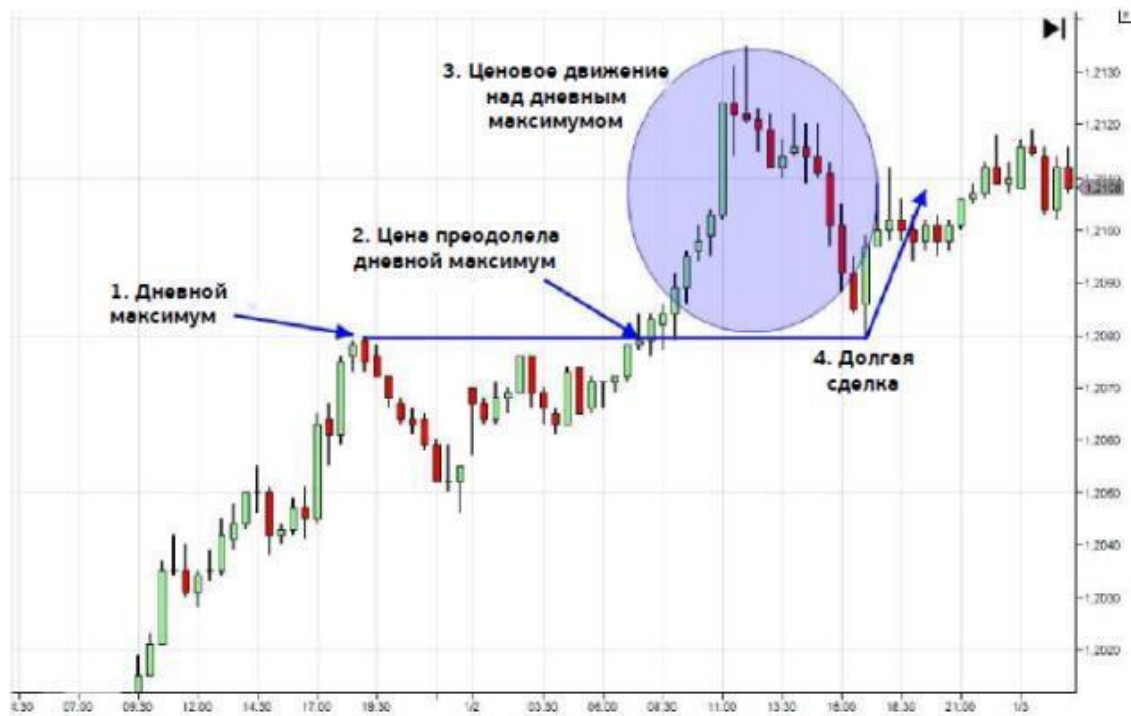 3. Ценовое движение
над дневным
максимумом
1,2130
1,2120
1,2108
2. Цена преодолела
дневной максимум
1,2100
1. Дневной
максимум
1,2090
1,2080
4. Долгая
сделка
1,2070
1,2060
1,2050
1,2040
1,2030
1,2020
07.00 09.30 12.00 14.30 17.00 19.30 1/2 03.30 06.00 08.30 11.00 13.30 16.00 18.30 21.00 1/3